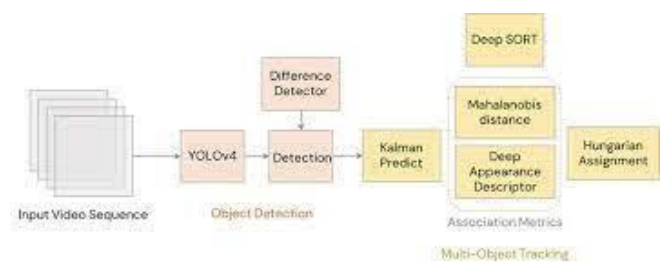 Deep SORT
Difference
Detector
Mahalanobis
distance
YOLOv4
Detection
Kalman
Predict
Deep
Appearance
Descriptor
Hungarian
Assignment
Input Video Sequence
Object Detection
Association Metrics
Multi-Object Tracking